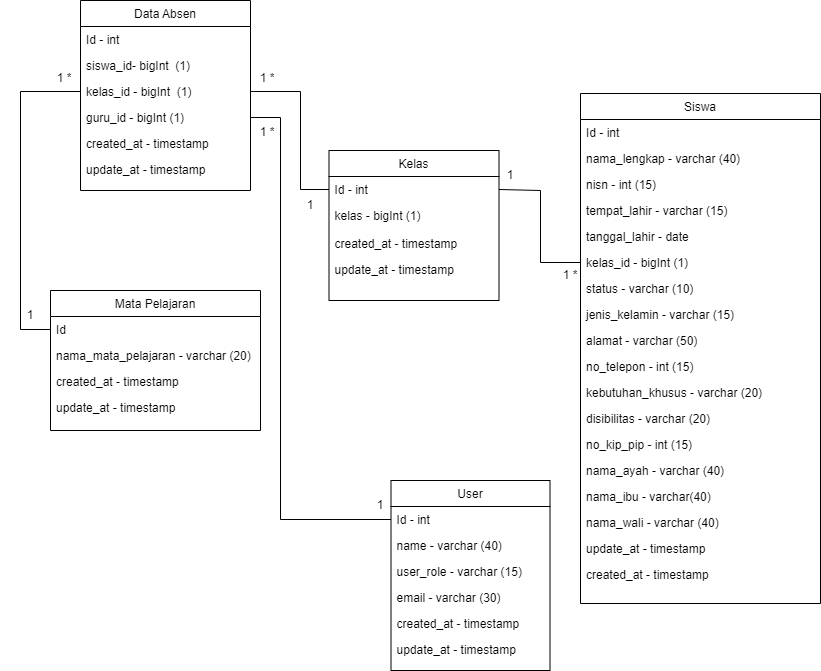 Data Absen
Id - int
siswa_id- bigInt (1)
kelas_id - bigInt (1)
guru_id - bigInt (1)
created_at - timestamp
update_at - timestamp
1 *
1 *
1 *
Kelas
Id - int
kelas - bigInt (1)
created_at - timestamp
update_at - timestamp
1
1
1 *
Siswa
Id - int
nama_lengkap - varchar (40)
nisn - int (15)
tempat_lahir - varchar (15)
tanggal_lahir - date
kelas_id - bigInt (1)
status - varchar (10)
jenis_kelamin - varchar (15)
alamat - varchar (50)
no_telepon - int (15)
kebutuhan_khusus - varchar (20)
disibilitas - varchar (20)
no_kip_pip - int (15)
nama_ayah - varchar (40)
nama_ibu - varchar(40)
nama_wali - varchar (40)
update_at - timestamp
created_at - timestamp
1
Mata Pelajaran
Id
nama_mata_pelajaran - varchar (20)
created_at - timestamp
update_at - timestamp
1
User
Id - int
name - varchar (40)
user_role - varchar (15)
email - varchar (30)
created_at - timestamp
update_at - timestamp